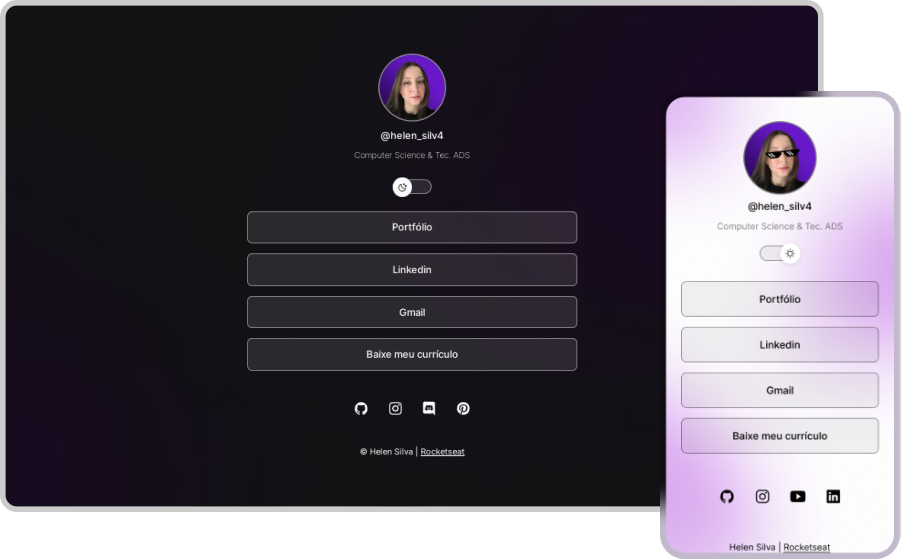 @helen_silv4
Computer Science & Tec. ADS
Portfólio
Linkedin
Gmail
Baixe meu currículo
© Helen Silva | Rocketseat
@helen_silv4
Computer Science & Tec. ADS
Portfólio
Linkedin
Gmail
Baixe meu currículo
Helen Silva | Rocketseat